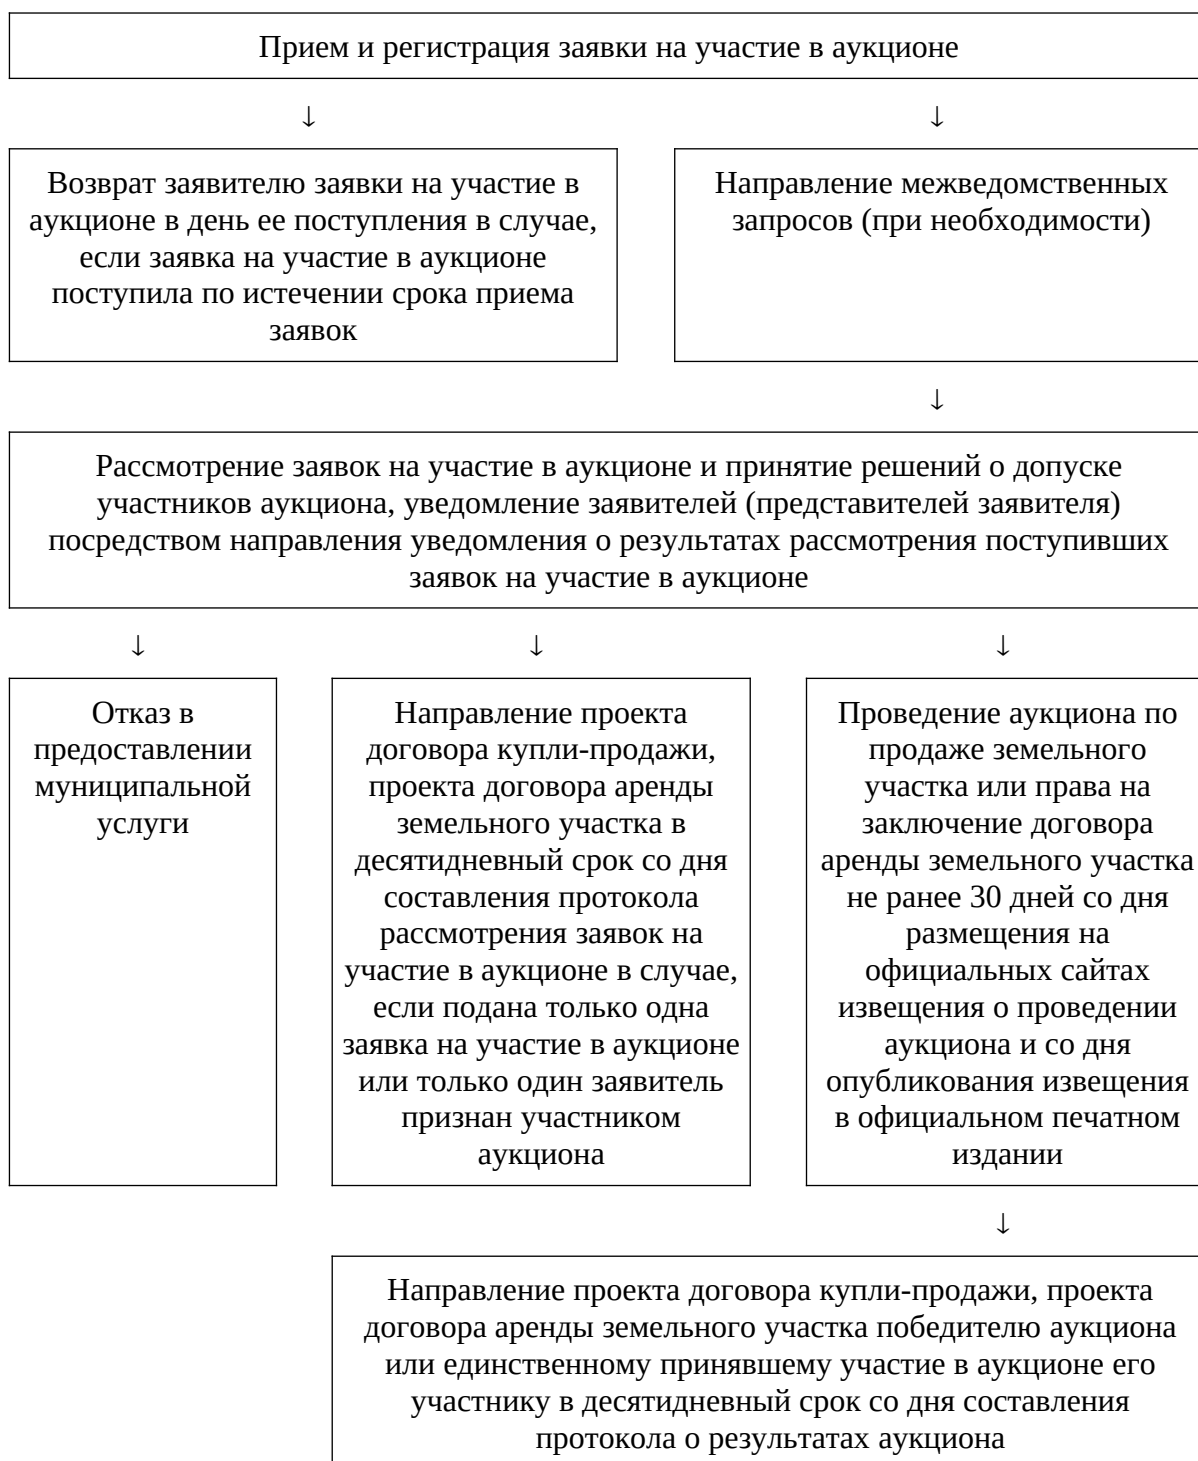 Прием и регистрация заявки на участие в аукционе
↓
↓
Возврат заявителю заявки на участие в
аукционе в день ее поступления в случае,
если заявка на участие в аукционе
поступила по истечении срока приема
заявок
Направление межведомственных
запросов (при необходимости)
↓
Рассмотрение заявок на участие в аукционе и принятие решений о допуске
участников аукциона, уведомление заявителей (представителей заявителя)
посредством направления уведомления о результатах рассмотрения поступивших
заявок на участие в аукционе
↓
↓
↓
Отказ в
предоставлении
муниципальной
услуги
Направление проекта
договора купли-продажи,
проекта договора аренды
земельного участка в
десятидневный срок со дня
составления протокола
рассмотрения заявок на
участие в аукционе в случае,
если подана только одна
заявка на участие в аукционе
или только один заявитель
признан участником
аукциона
Проведение аукциона по
продаже земельного
участка или права на
заключение договора
аренды земельного участка
не ранее 30 дней со дня
размещения на
официальных сайтах
извещения о проведении
аукциона и со дня
опубликования извещения
в официальном печатном
издании
↓
Направление проекта договора купли-продажи, проекта
договора аренды земельного участка победителю аукциона
или единственному принявшему участие в аукционе его
участнику в десятидневный срок со дня составления
протокола о результатах аукциона